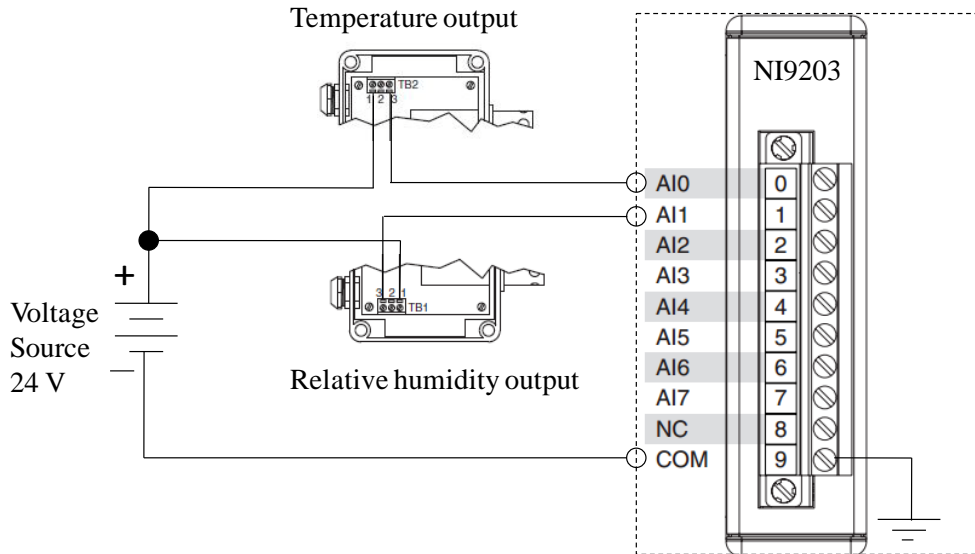 Temperature output
NI9203
TB2
1 2 3
AI0 0
AI1 1
AI2 2
AI3 3
AI4 4
AI5 5
AI6 6
AI7 7
NC 8
COM 9
+
Voltage
Source
24 V
–
3 2 1
TB1
Relative humidity output